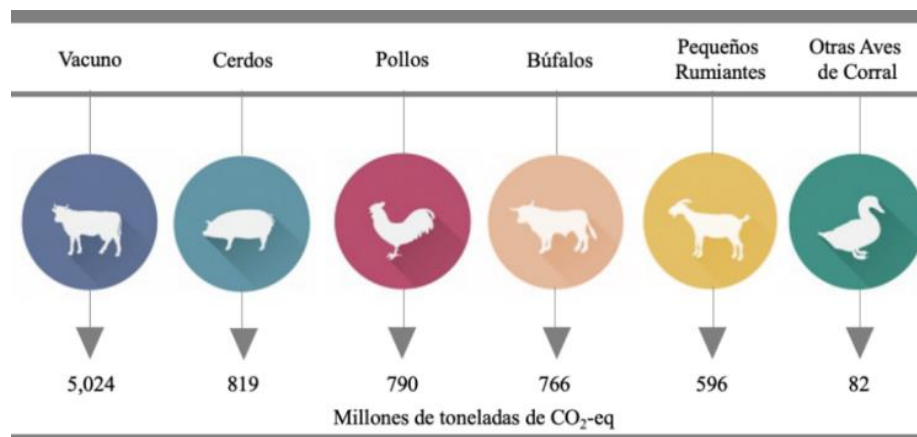 Vacuno
Cerdos
Pollos
Búfalos
Pequeños
Rumiantes
Otras Aves
de Corral
5,024
819
790
766
596
82
Millones de toneladas de CO₂-eq